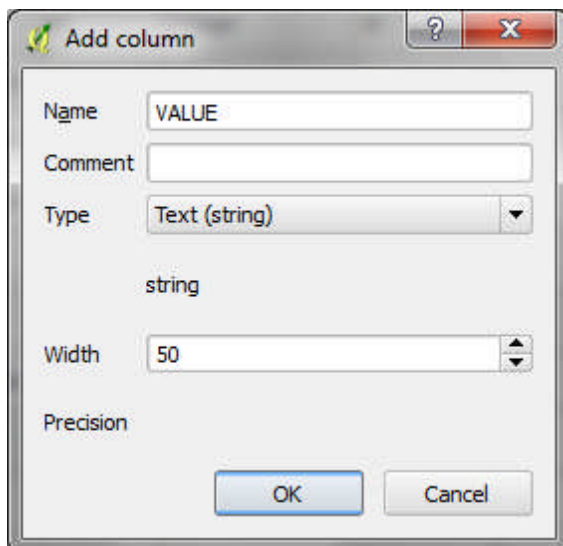 Add column
?
X
Name VALUE
Comment
Type Text (string)
string
Width 50
Precision
OK Cancel